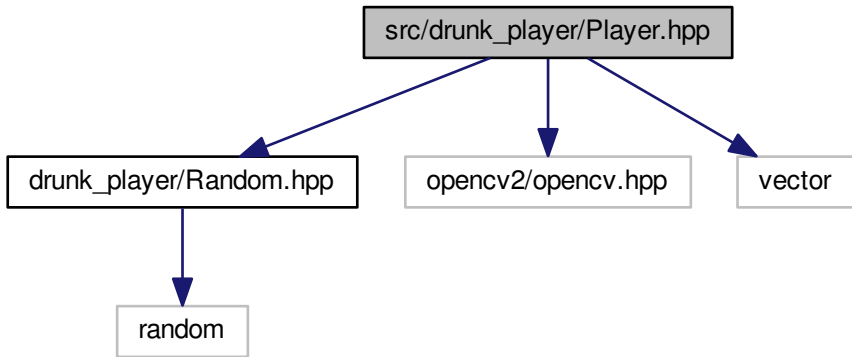 src/drunk_player/Player.hpp
drunk_player/Random.hpp
opencv2/opencv.hpp
vector
random